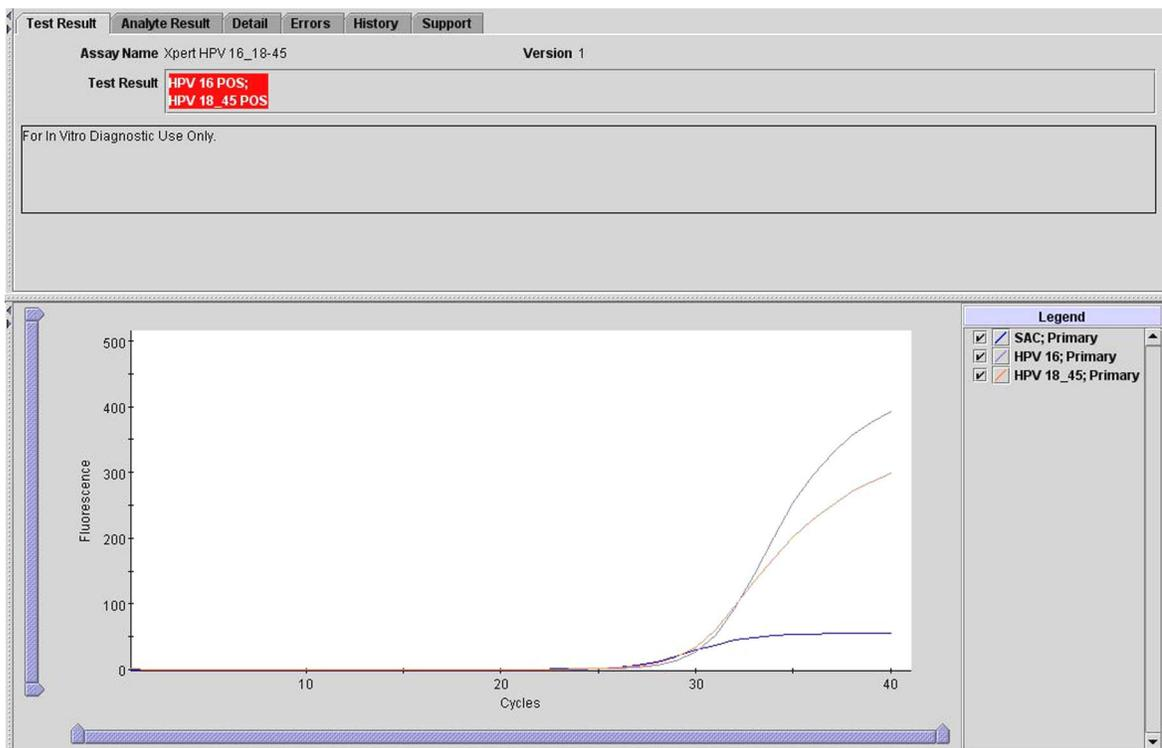 Test Result Analyte Result Detail Errors History Support
Assay Name Xpert HPV 16_18-45 Version 1
Test Result HPV 16 POS;
HPV 18_45 POS
For In Vitro Diagnostic Use Only.
Legend
SAC; Primary
HPV 16; Primary
HPV 18_45; Primary
500
400
300
200
100
0
Fluorescence
10 20 30 40
Cycles